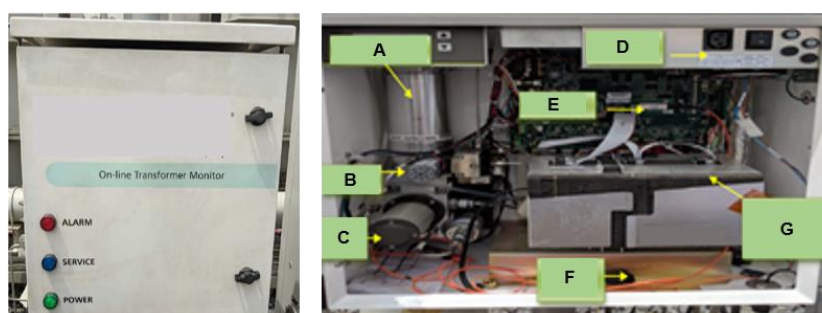 On-line Transformer Monitor
ALARM
SERVICE
POWER
A
D
E
B
C
G
F